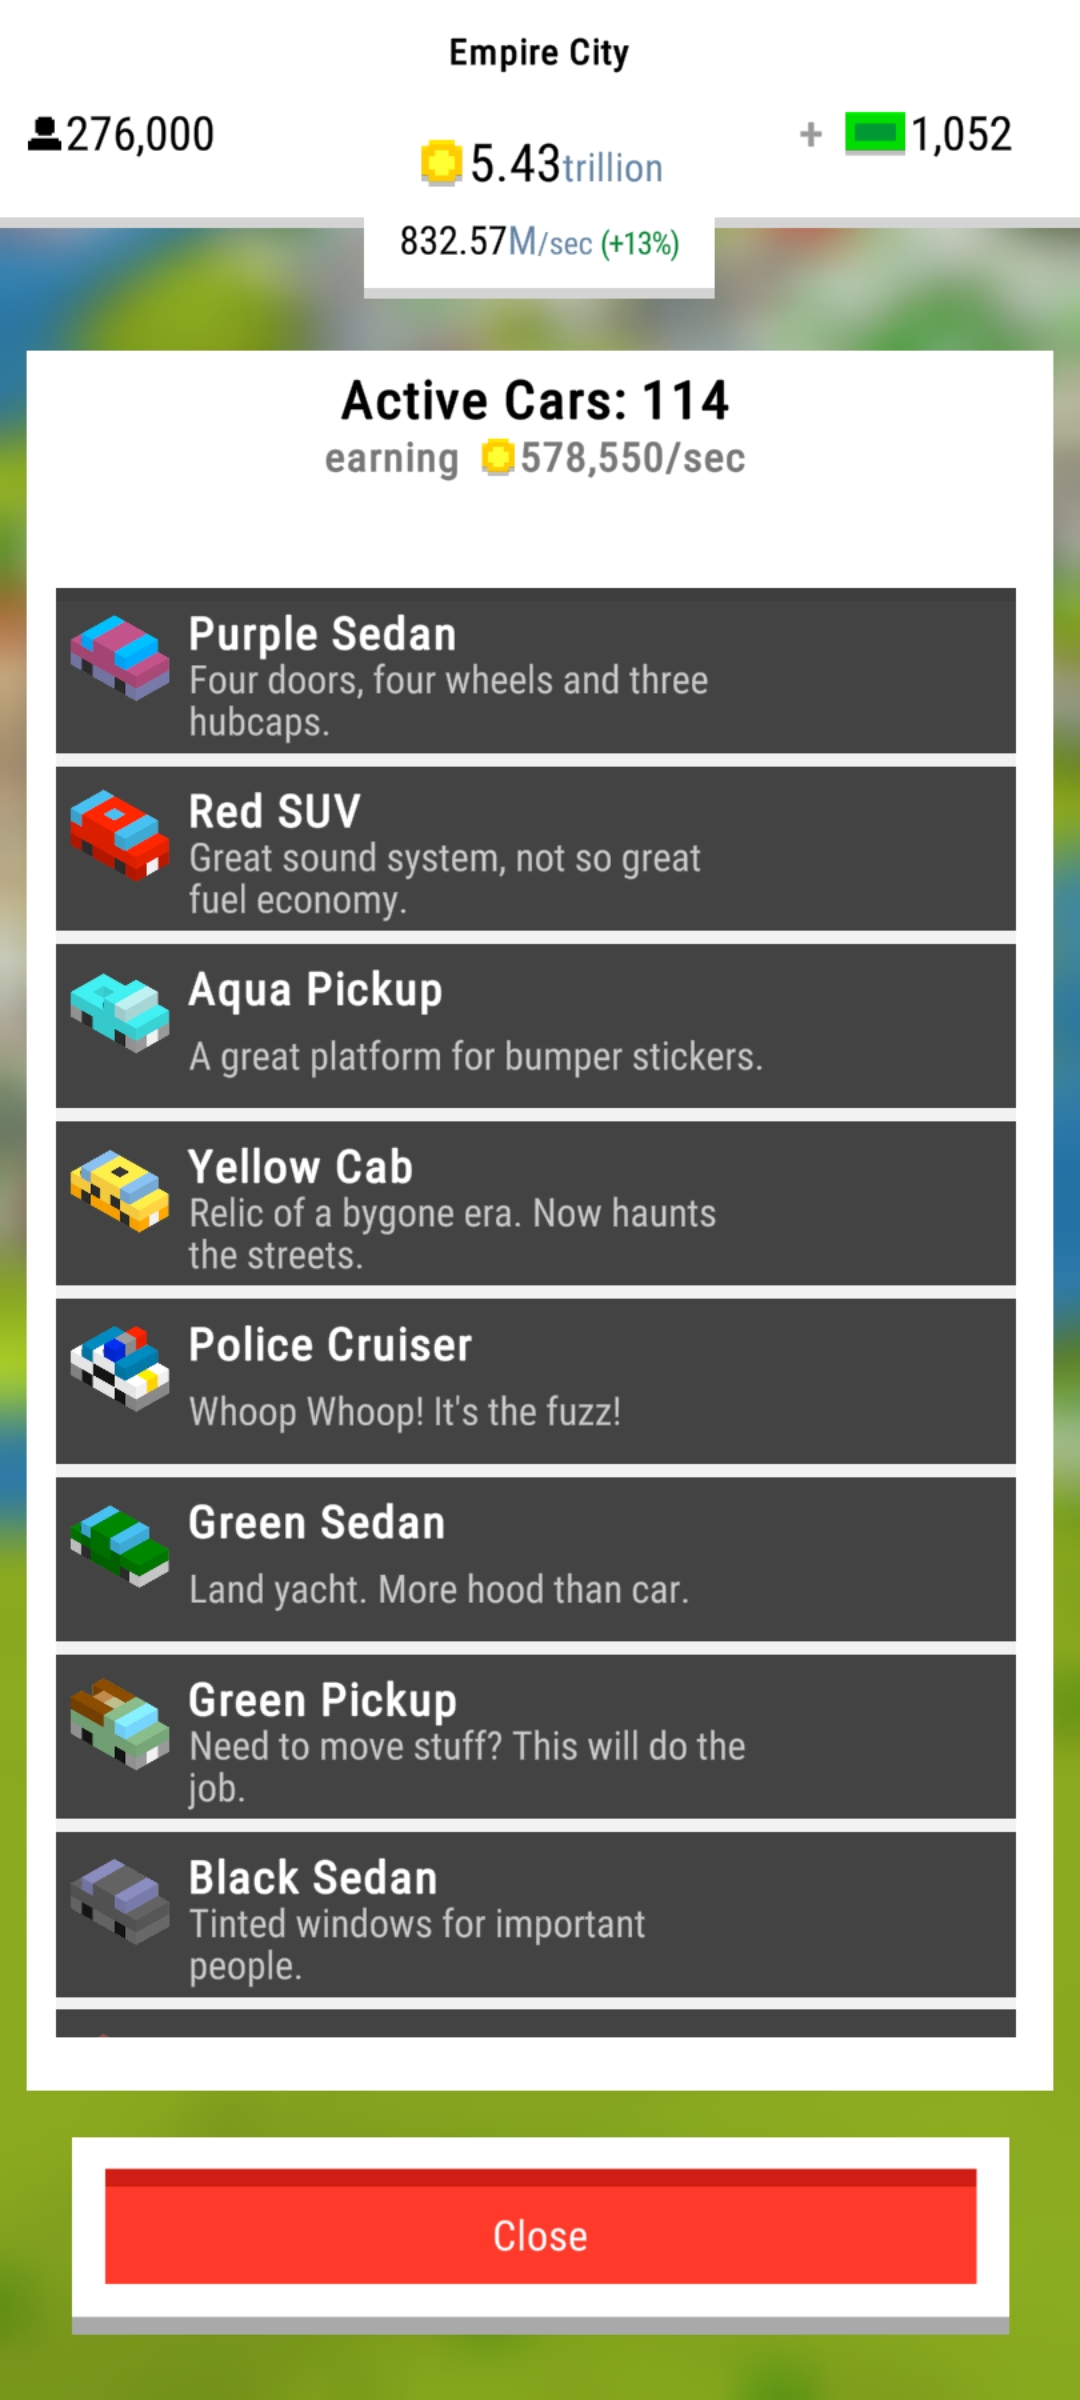 Empire City
276,000
5.43trillion
+ 1,052
832.57M/sec (+13%)
Active Cars: 114
earning 578,550/sec
Purple Sedan
Four doors, four wheels and three
hubcaps.
Red SUV
Great sound system, not so great
fuel economy.
Aqua Pickup
A great platform for bumper stickers.
Yellow Cab
Relic of a bygone era. Now haunts
the streets.
Police Cruiser
Whoop Whoop! It's the fuzz!
Green Sedan
Land yacht. More hood than car.
Green Pickup
Need to move stuff? This will do the
job.
Black Sedan
Tinted windows for important
people.
Close